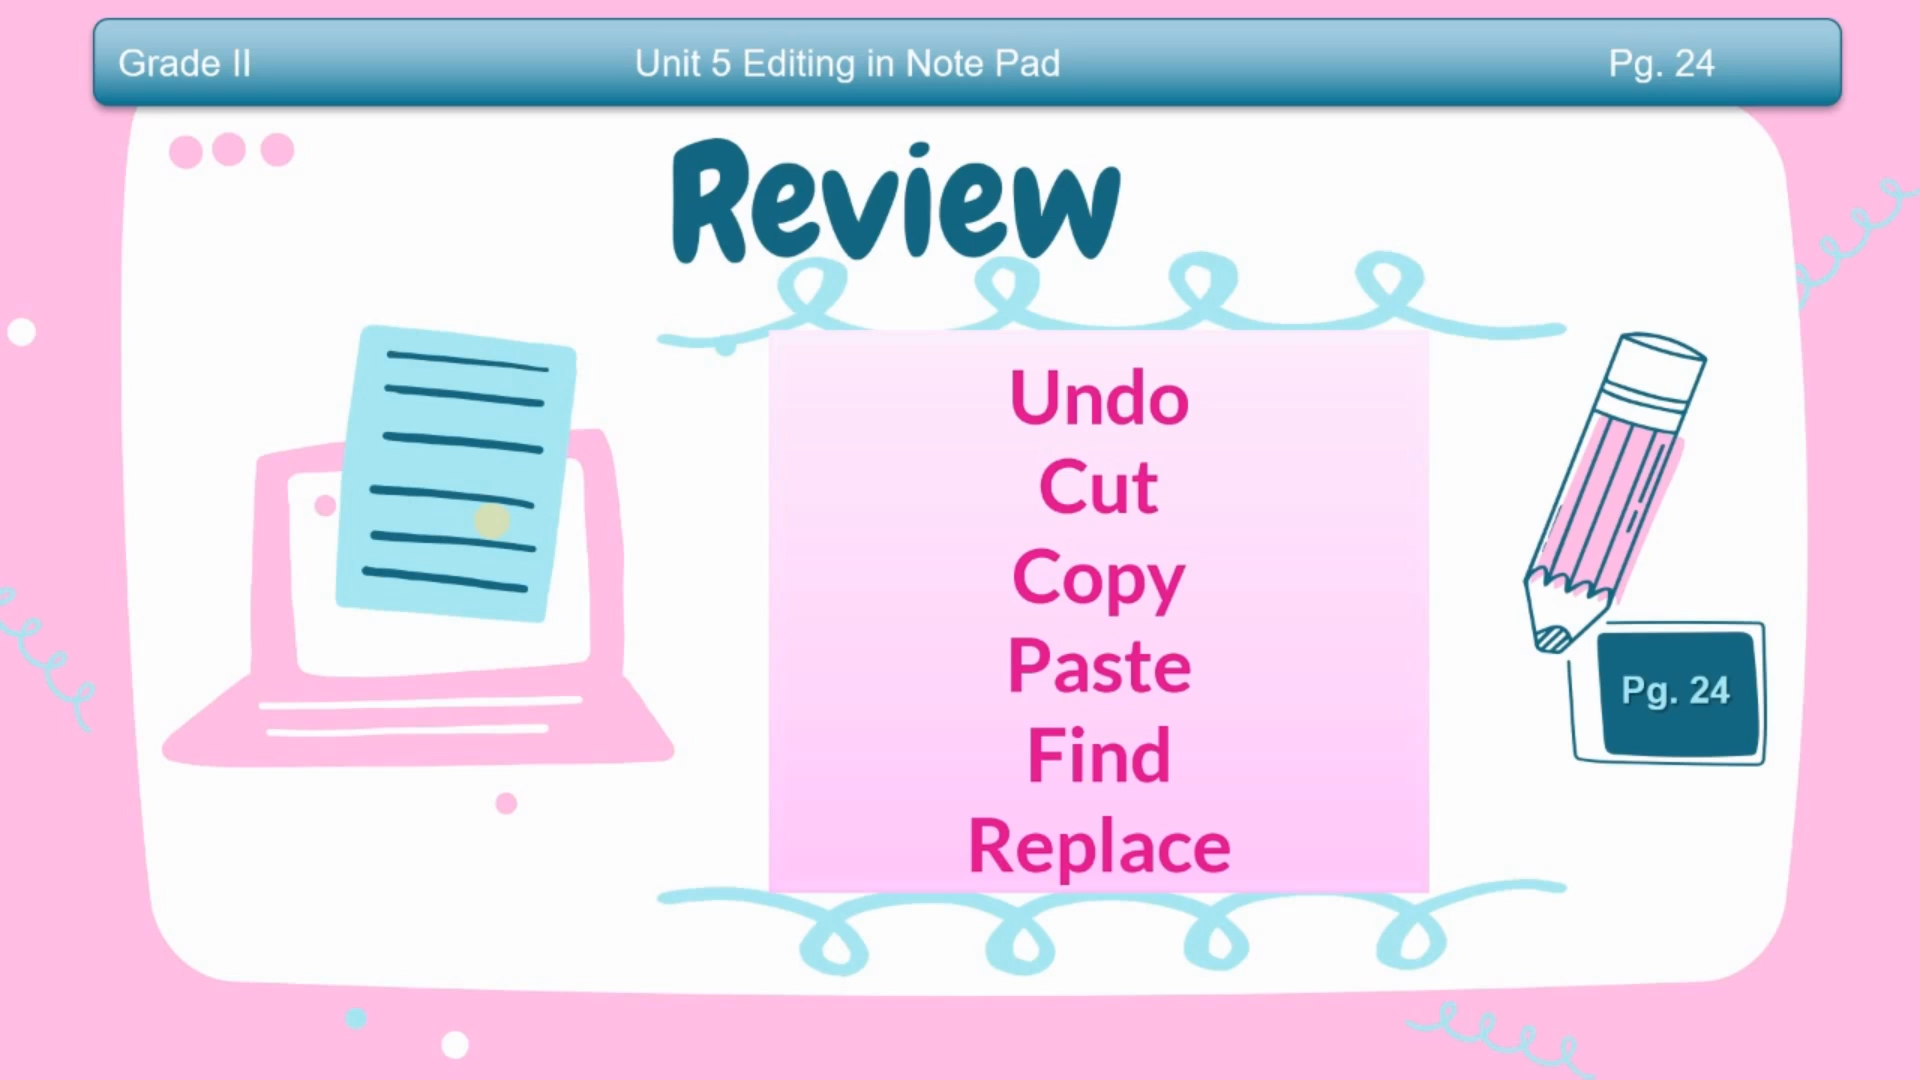 Grade II Unit 5 Editing in Note Pad Pg. 24
Review
Undo
Cut
Copy
Paste
Find
Replace
Pg. 24